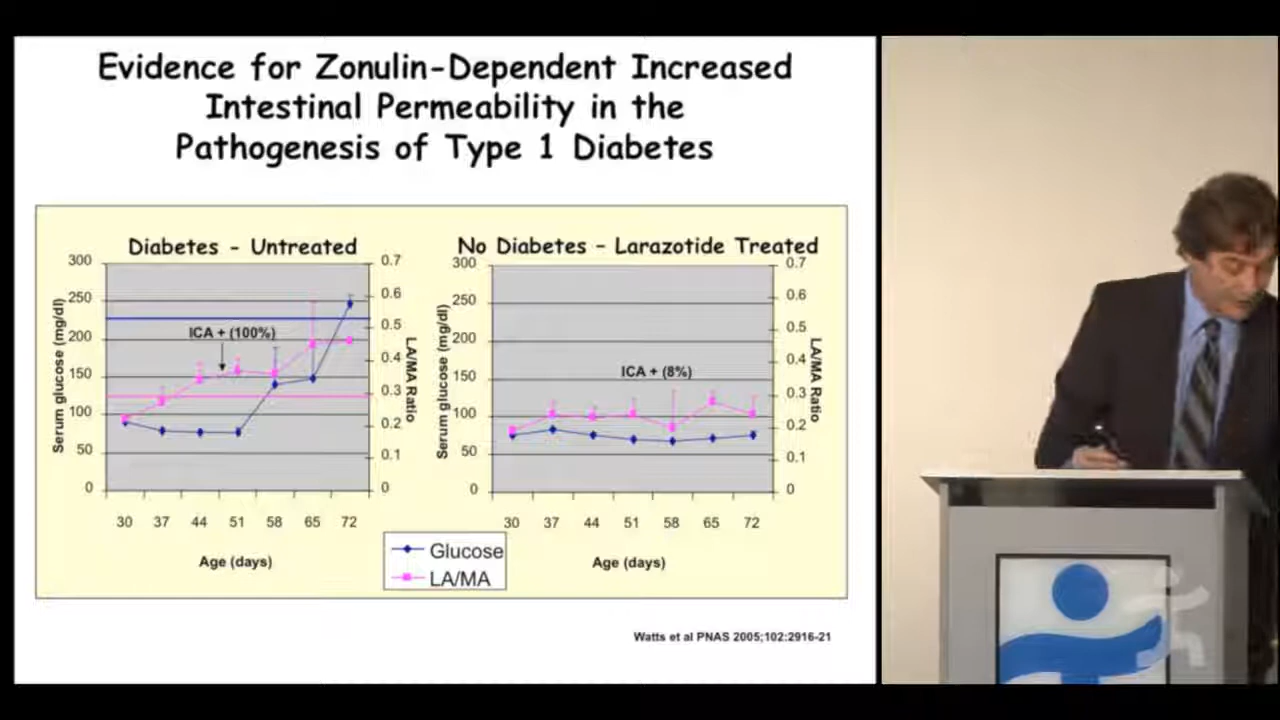 Evidence for Zonulin-Dependent Increased
Intestinal Permeability in the
Pathogenesis of Type 1 Diabetes
Diabetes - Untreated
300
250
200
150
100
50
0
Serum glucose (mg/dl)
ICA + (100%)
0.7
0.6
0.5
0.4
0.3
0.2
0.1
0
LA/MA Ratio
30 37 44 51 58 65 72
Age (days)
No Diabetes - Larazotide Treated
300
250
200
150
100
50
0
Serum glucose (mg/dl)
ICA + (8%)
0.7
0.6
0.5
0.4
0.3
0.2
0.1
0
LA/MA Ratio
30 37 44 51 58 65 72
Age (days)
Glucose
LA/MA
Watts et al PNAS 2005;102:2916-21